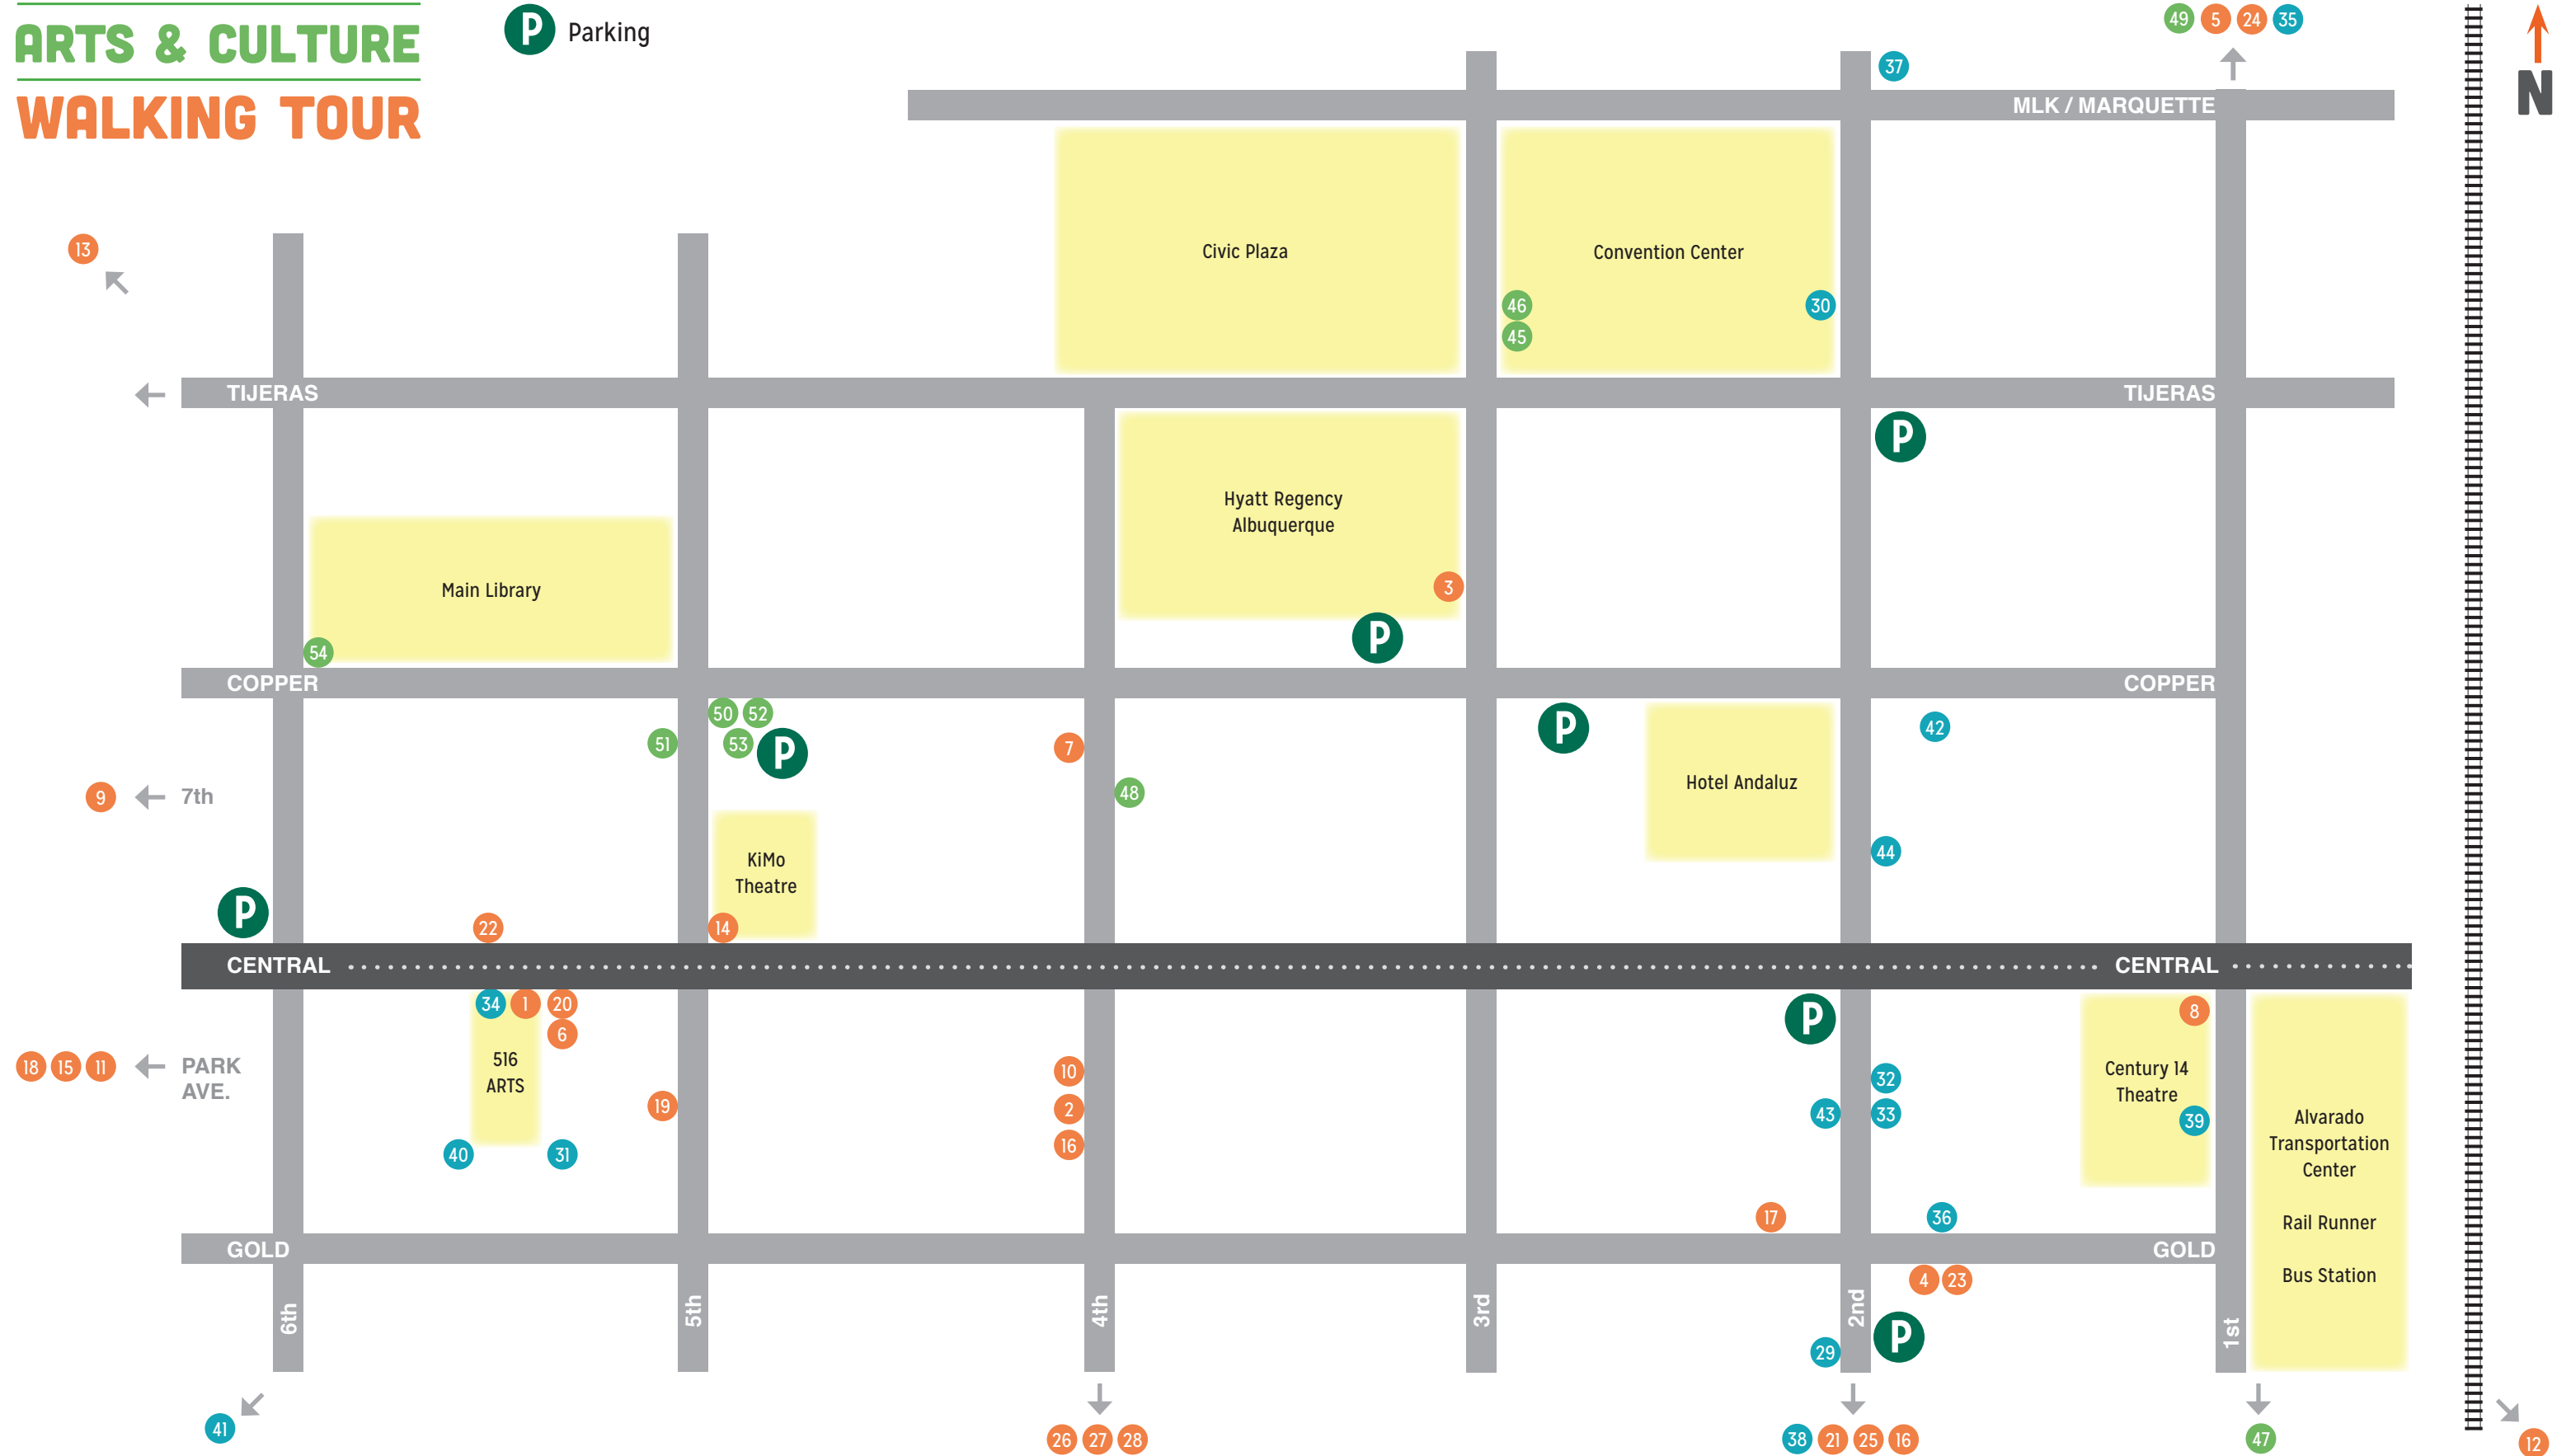 ARTS & CULTURE
WALKING TOUR
P Parking
49 5 24 35
N
37
MLK / MARQUETTE
13
Civic Plaza
Convention Center
46
30
45
TIJERAS
TIJERAS
P
Hyatt Regency
Albuquerque
Main Library
3
P
54
COPPER
COPPER
50 52
51
53
P
7
P
42
48
Hotel Andaluz
9
7th
44
KiMo
Theatre
P
22
14
CENTRAL
CENTRAL
34 1 20
6
P
8
516
ARTS
18 15 11
PARK
AVE.
10
32
Century 14
Theatre
19
2
43
33
39
Alvarado
Transportation
Center
16
40
31
17
36
Rail Runner
GOLD
GOLD
Bus Station
4 23
6th
5th
4th
3rd
2nd
1st
P
29
41
26 27 28
38 21 25 16
47
12